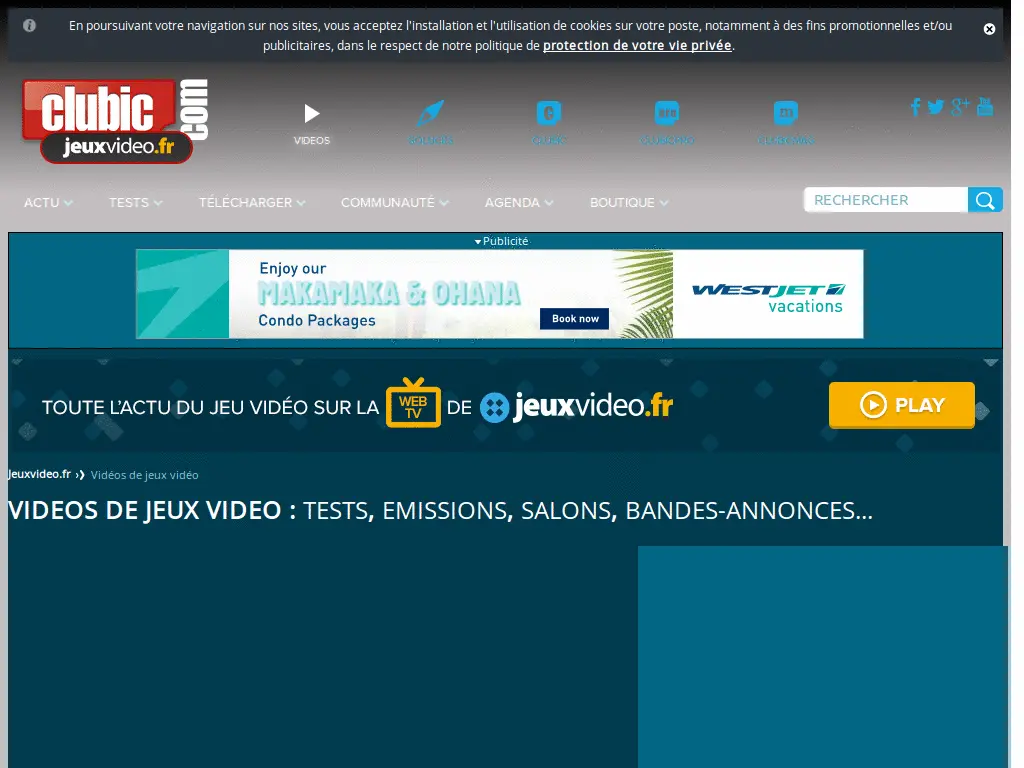 En poursuivant votre navigation sur nos sites, vous acceptez l'installation et l'utilisation de cookies sur votre poste, notamment à des fins promotionnelles et/ou
publicitaires, dans le respect de notre politique de protection de votre vie privée.
clubic.com
jeuxvideo.fr
VIDEOS
ACTU TESTS TÉLÉCHARGER COMMUNAUTÉ AGENDA BOUTIQUE RECHERCHER
Publicité
Enjoy our
MAKAMAKA & OHANA
Condo Packages
Book now
WESTJET
vacations
TOUTE L'ACTU DU JEU VIDÉO SUR LA WEB TV DE jeuxvideo.fr
PLAY
Jeuxvideo.fr Vidéos de jeux vidéo
VIDEOS DE JEUX VIDEO : TESTS, EMISSIONS, SALONS, BANDES-ANNONCES...